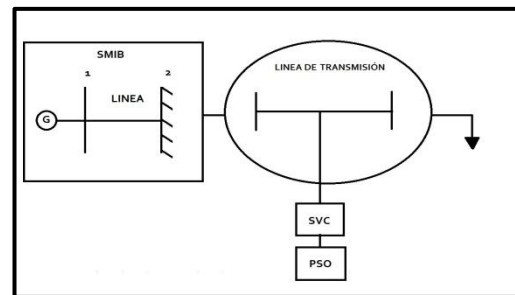 SMIB
1 2
LINEA
G
LINEA DE TRANSMISIÓN
SVC
PSO